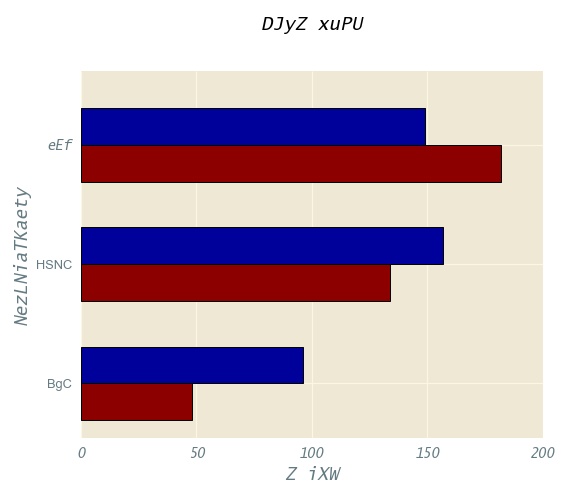 DJyZ xuPU
NezLNiaTKaety
eEf
HSNC
BgC
0 50 100 150 200
Z iXW